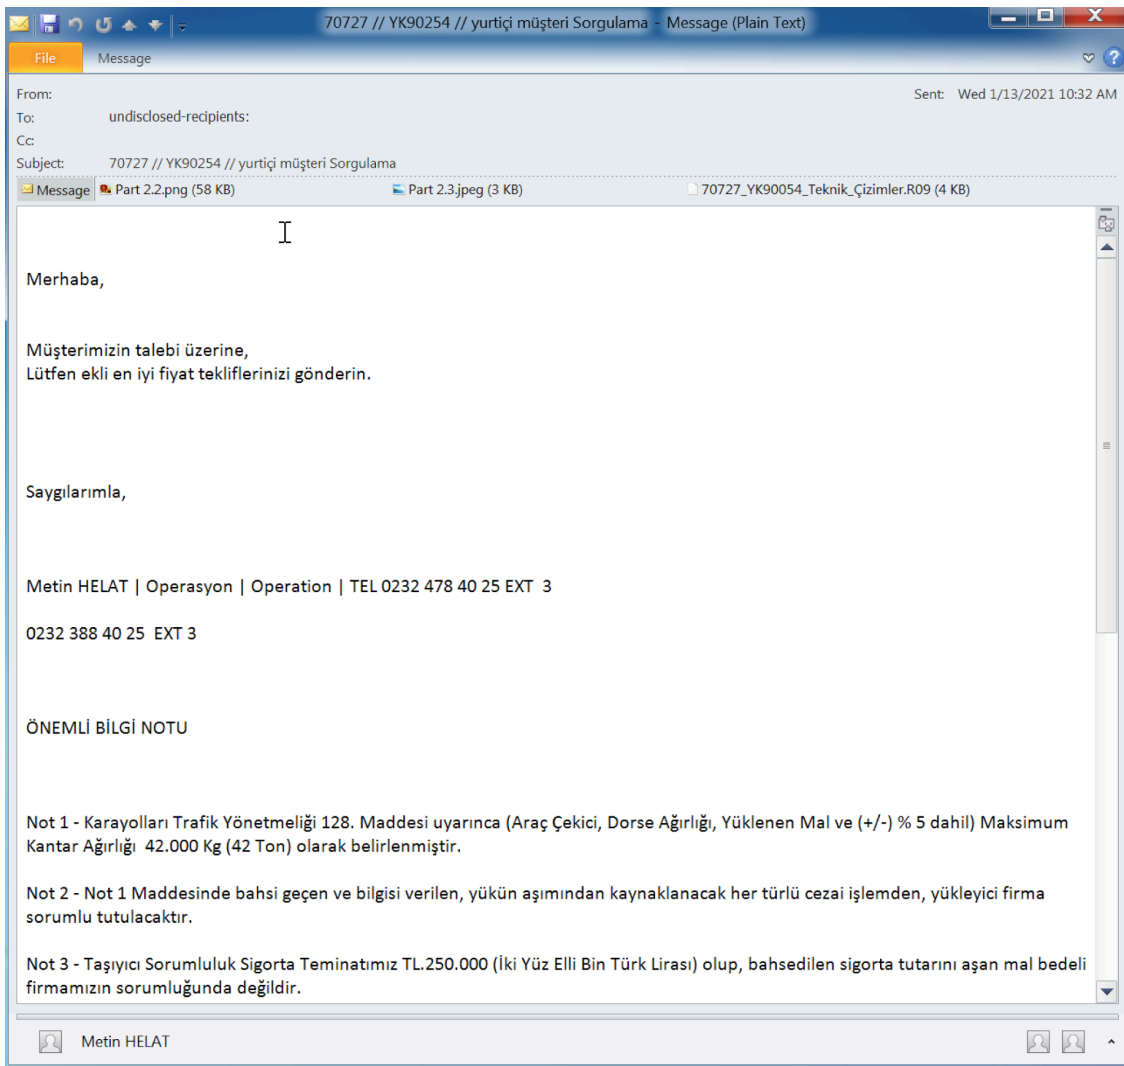 70727 // YK90254 // yurtiçi müşteri Sorgulama - Message (Plain Text)
File Message
From:
Sent: Wed 1/13/2021 10:32 AM
To: undisclosed-recipients:
Cc:
Subject: 70727 // YK90254 // yurtiçi müşteri Sorgulama
Message Part 2.2.png (58 KB) Part 2.3.jpeg (3 KB) 70727_YK90054_Teknik_Çizimler.R09 (4 KB)
Merhaba,
Müşterimizin talebi üzerine,
Lütfen ekli en iyi fiyat tekliflerinizi gönderin.
Saygılarımla,
Metin HELAT | Operasyon | Operation | TEL 0232 478 40 25 EXT 3
0232 388 40 25 EXT 3
ÖNEMLİ BİLGİ NOTU
Not 1 - Karayolları Trafik Yönetmeliği 128. Maddesi uyarınca (Araç Çekici, Dorse Ağırlığı, Yüklenen Mal ve (+/-) % 5 dahil) Maksimum
Kantar Ağırlığı 42.000 Kg (42 Ton) olarak belirlenmiştir.
Not 2 - Not 1 Maddesinde bahsi geçen ve bilgisi verilen, yükün aşımından kaynaklanacak her türlü cezai işlemden, yükleyici firma
sorumlu tutulacaktır.
Not 3 - Taşıyıcı Sorumluluk Sigorta Teminatımız TL.250.000 (İki Yüz Elli Bin Türk Lirası) olup, bahsedilen sigorta tutarını aşan mal bedeli
firmamızın sorumluğunda değildir.
Metin HELAT